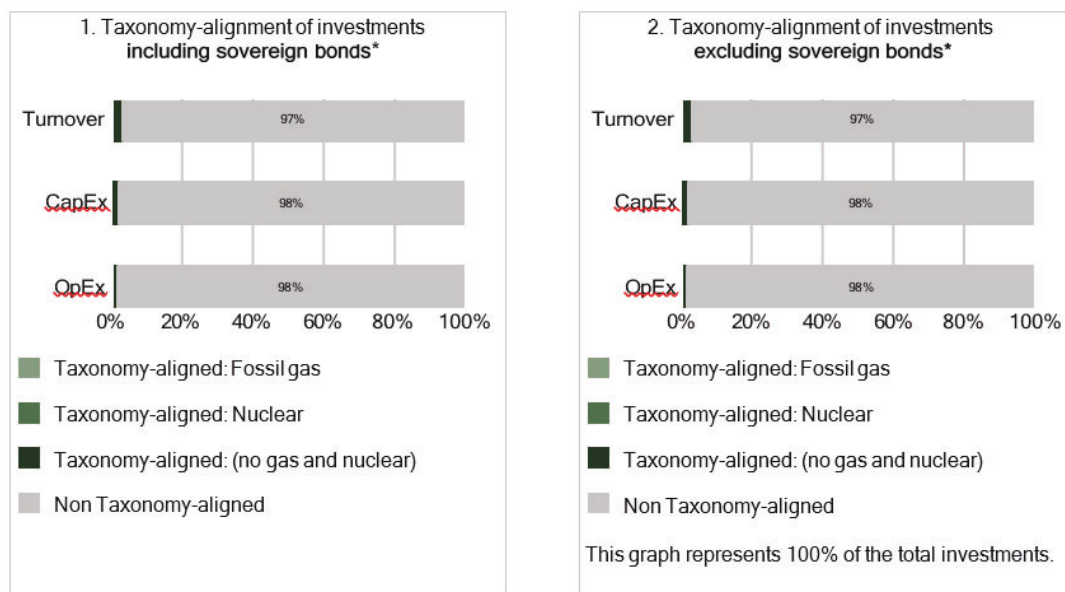 1. Taxonomy-alignment of investments
including sovereign bonds*
Turnover
97%
CapEx
98%
OpEx
98%
0% 20% 40% 60% 80% 100%
Taxonomy-aligned: Fossil gas
Taxonomy-aligned: Nuclear
Taxonomy-aligned: (no gas and nuclear)
Non Taxonomy-aligned
2. Taxonomy-alignment of investments
excluding sovereign bonds*
Turnover
97%
CapEx
98%
OpEx
98%
0% 20% 40% 60% 80% 100%
Taxonomy-aligned: Fossil gas
Taxonomy-aligned: Nuclear
Taxonomy-aligned: (no gas and nuclear)
Non Taxonomy-aligned
This graph represents 100% of the total investments.